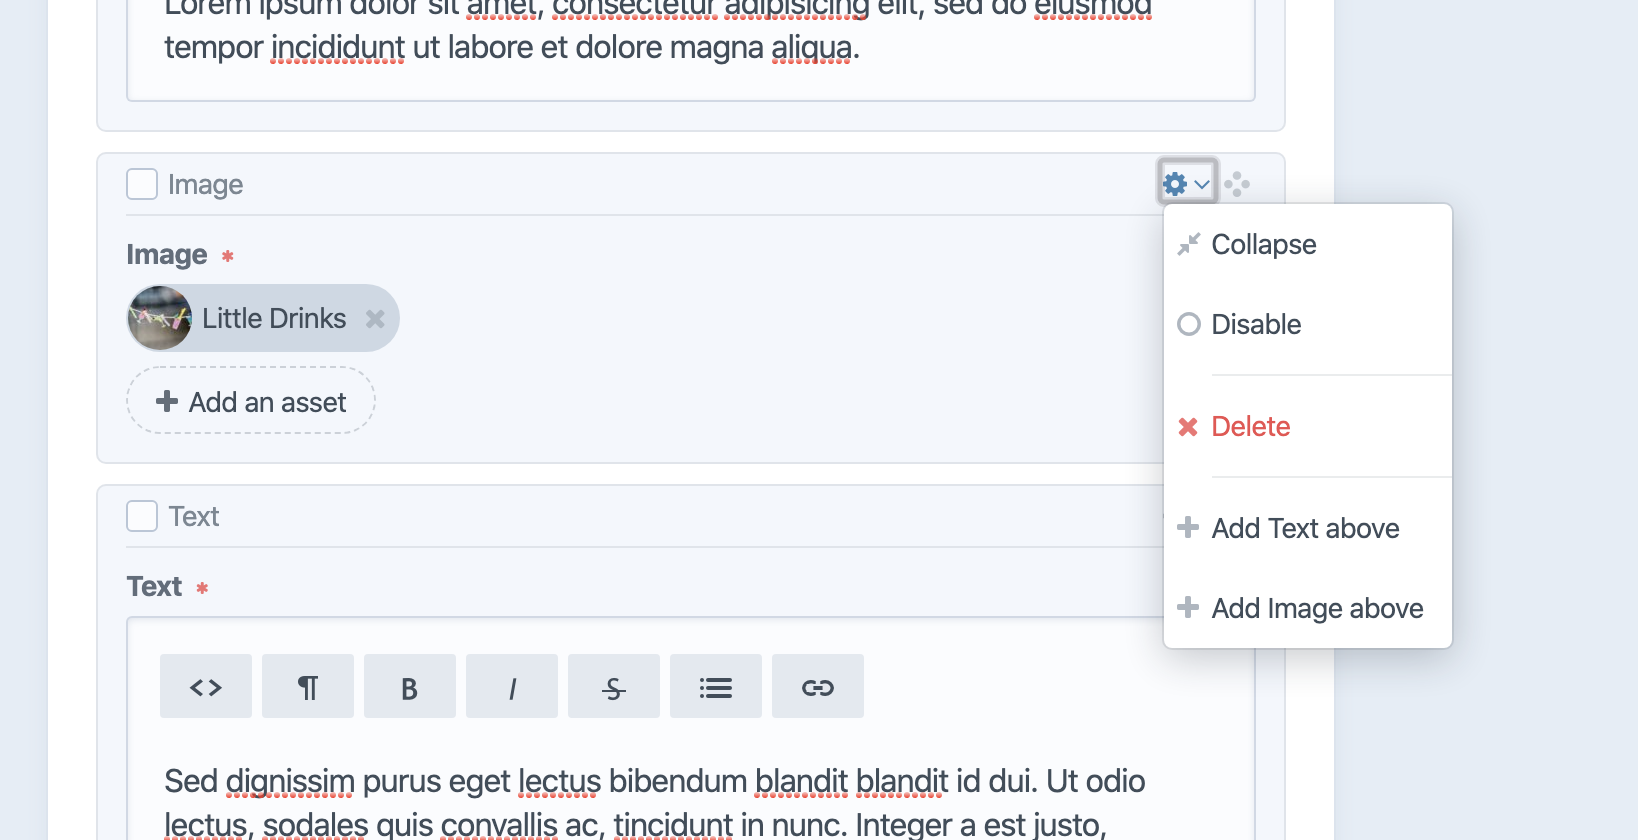 Lorem ipsum dolor sit amet, consectetur adipisicing elit, sed do eiusmod
tempor incididunt ut labore et dolore magna aliqua.
Image
Image *
Little Drinks
Add an asset
Collapse
Disable
Delete
Add Text above
Add Image above
Text
Text *
B I S
Sed dignissim purus eget lectus bibendum blandit blandit id dui. Ut odio
lectus, sodales quis convallis ac, tincidunt in nunc. Integer a est justo,